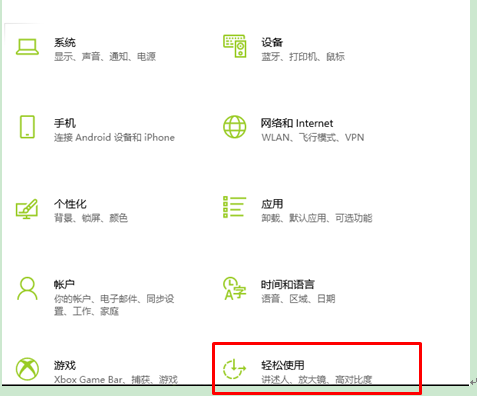 系统
显示、声音、通知、电源
设备
蓝牙、打印机、鼠标
手机
连接 Android 设备和 iPhone
网络和 Internet
WLAN、飞行模式、VPN
个性化
背景、锁屏、颜色
应用
卸载、默认应用、可选功能
帐户
你的帐户、电子邮件、同步设
置、工作、家庭
时间和语言
语音、区域、日期
游戏
Xbox Game Bar、捕获、游戏
轻松使用
讲述人、放大镜、高对比度